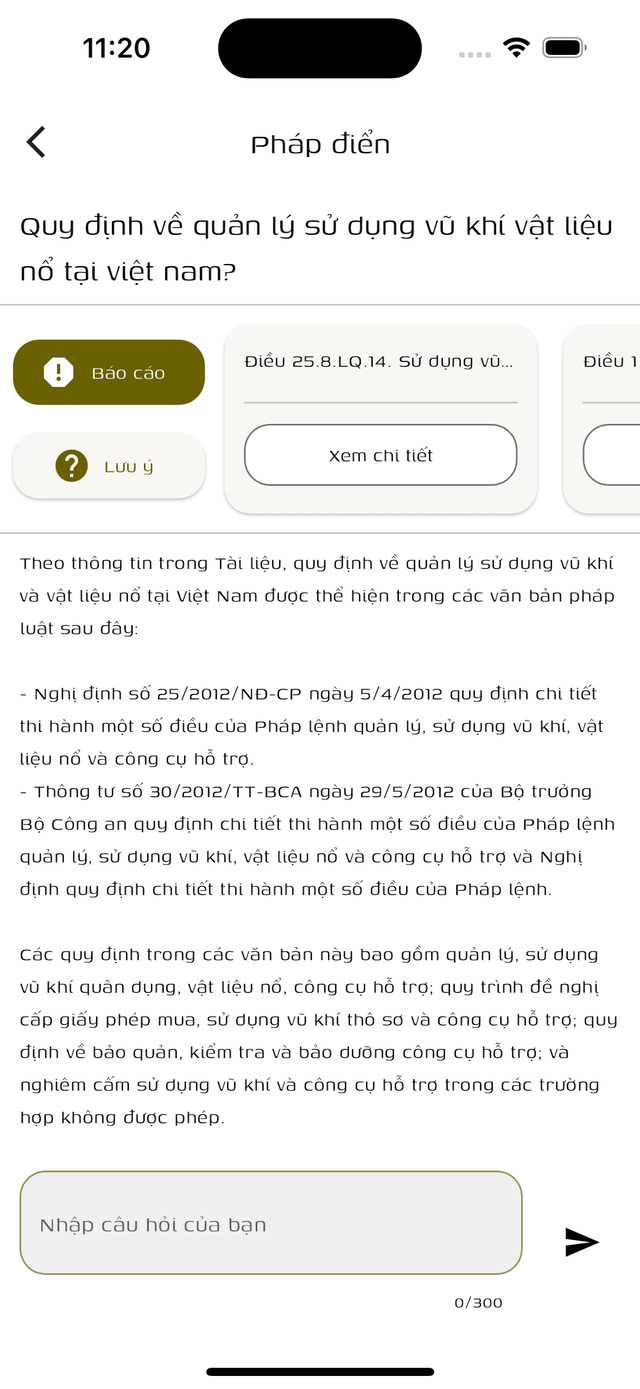 11:20
Pháp điển
Quy định về quản lý sử dụng vũ khí vật liệu
nổ tại việt nam?
Báo cáo
Lưu ý
Điều 25.8.LQ.14. Sử dụng vũ...
Xem chi tiết
Điều 1
Theo thông tin trong Tài liệu, quy định về quản lý sử dụng vũ khí
và vật liệu nổ tại Việt Nam được thể hiện trong các văn bản pháp
luật sau đây:
- Nghị định số 25/2012/NĐ-CP ngày 5/4/2012 quy định chi tiết
thi hành một số điều của Pháp lệnh quản lý, sử dụng vũ khí, vật
liệu nổ và công cụ hỗ trợ.
- Thông tư số 30/2012/TT-BCA ngày 29/5/2012 của Bộ trưởng
Bộ Công an quy định chi tiết thi hành một số điều của Pháp lệnh
quản lý, sử dụng vũ khí, vật liệu nổ và công cụ hỗ trợ và Nghị
định quy định chi tiết thi hành một số điều của Pháp lệnh.
Các quy định trong các văn bản này bao gồm quản lý, sử dụng
vũ khí quân dụng, vật liệu nổ, công cụ hỗ trợ; quy trình đề nghị
cấp giấy phép mua, sử dụng vũ khí thô sơ và công cụ hỗ trợ; quy
định về bảo quản, kiểm tra và bảo dưỡng công cụ hỗ trợ; và
nghiêm cấm sử dụng vũ khí và công cụ hỗ trợ trong các trường
hợp không được phép.
Nhập câu hỏi của bạn
0/300